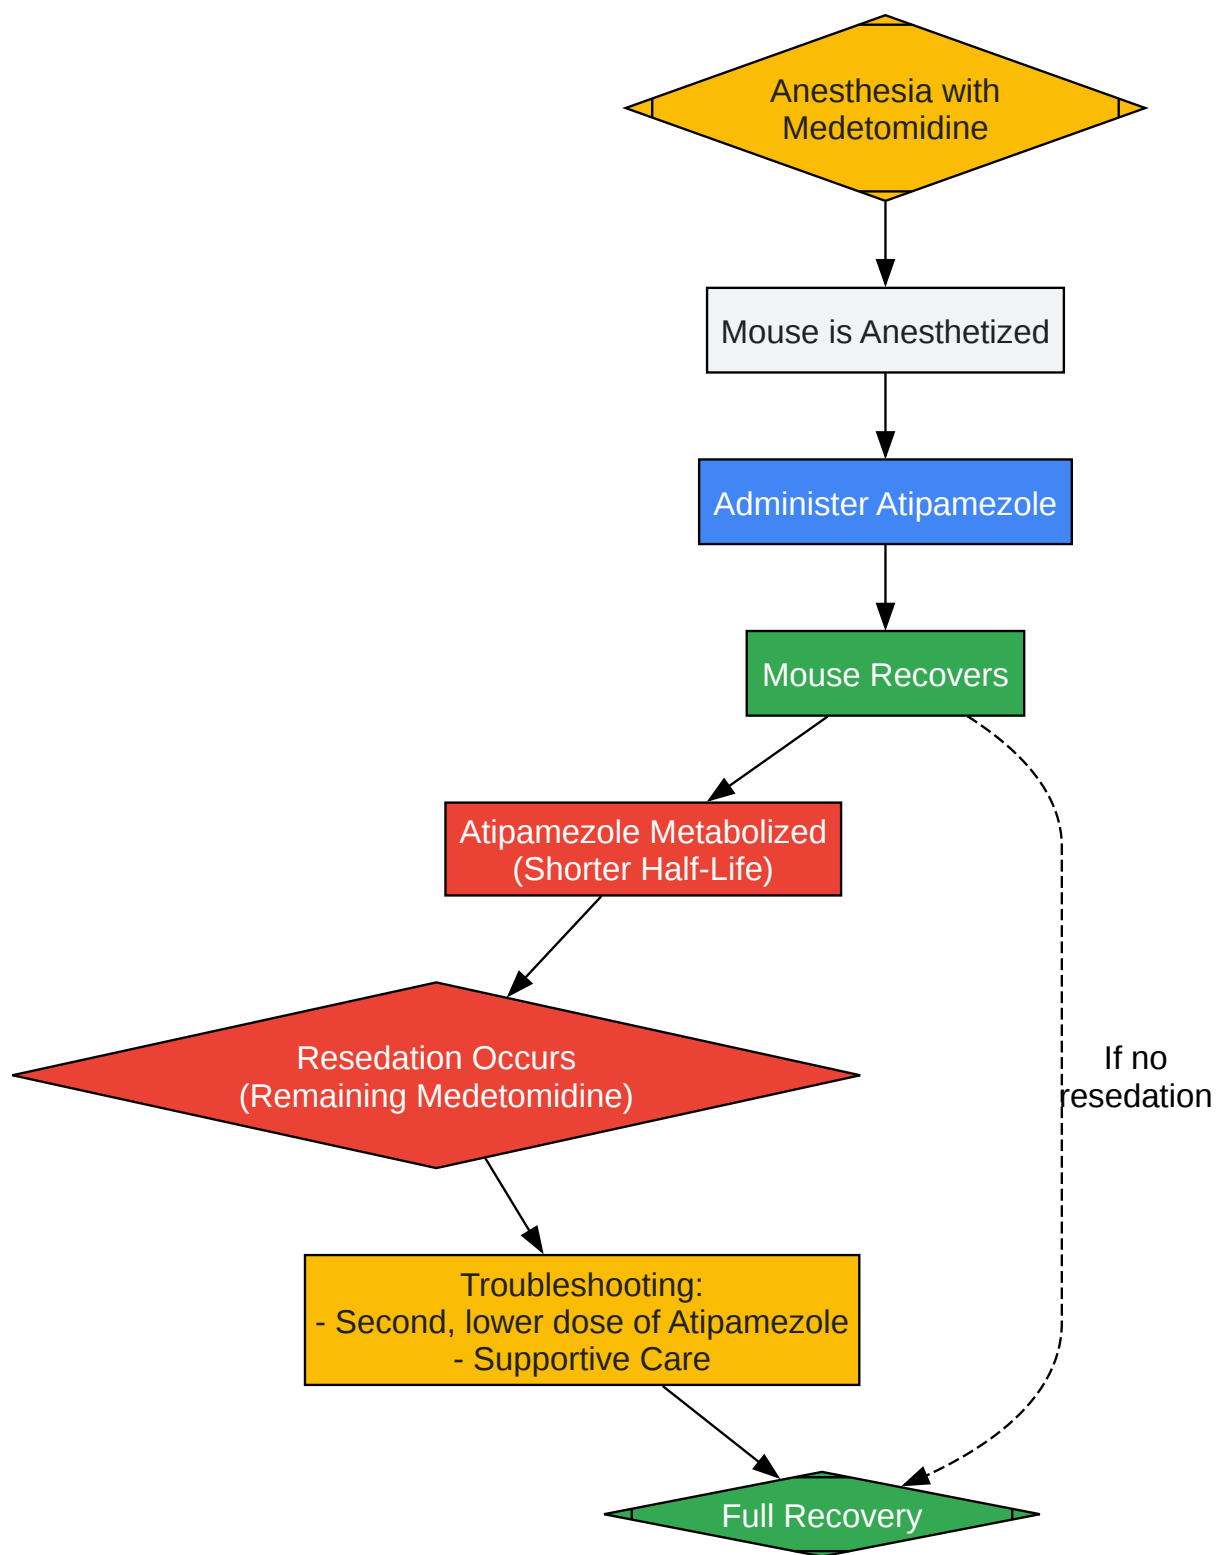 Anesthesia with
Medetomidine
Mouse is Anesthetized
Administer Atipamezole
Mouse Recovers
Atipamezole Metabolized
(Shorter Half-Life)
Resedation Occurs
(Remaining Medetomidine)
If no
resedation
Troubleshooting:
- Second, lower dose of Atipamezole
- Supportive Care
Full Recovery